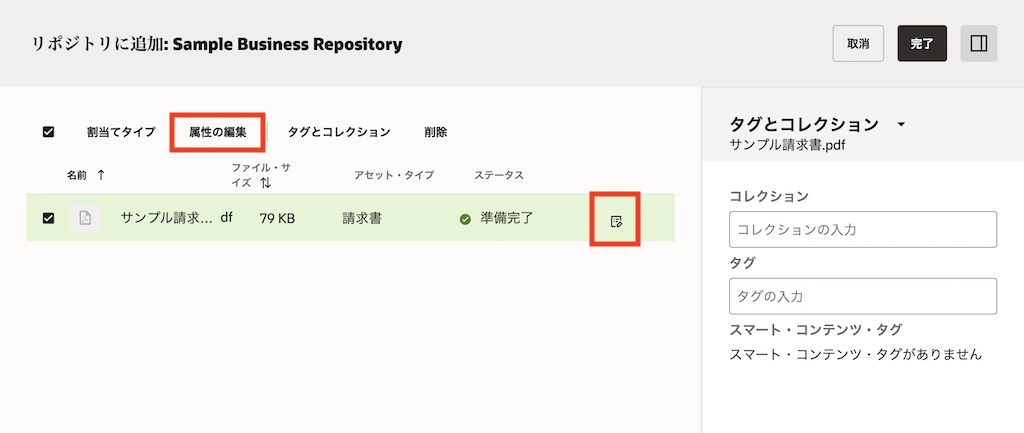 リポジトリに追加: Sample Business Repository
取消
完了
割当てタイプ
属性の編集
タグとコレクション
削除
名前 ↑
ファイル・サ
イズ ↑↓
アセット・タイプ
ステータス
サンプル請求... df
79 KB
請求書
準備完了
タグとコレクション
サンプル請求書.pdf
コレクション
コレクションの入力
タグ
タグの入力
スマート・コンテンツ・タグ
スマート・コンテンツ・タグがありません